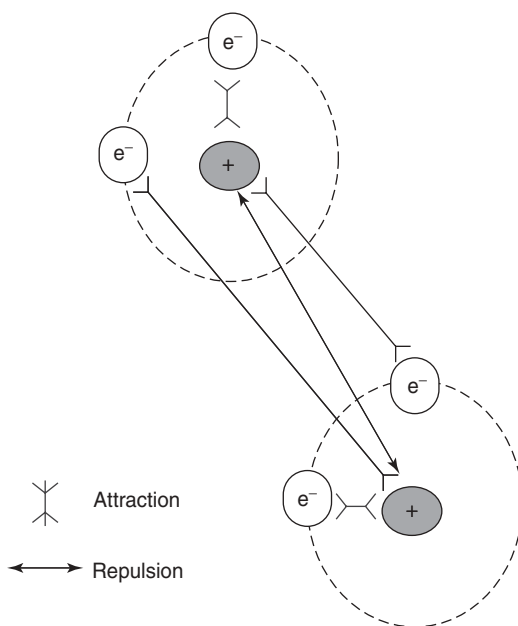 e⁻
e⁻
+
e⁻
e⁻
+
Attraction
Repulsion